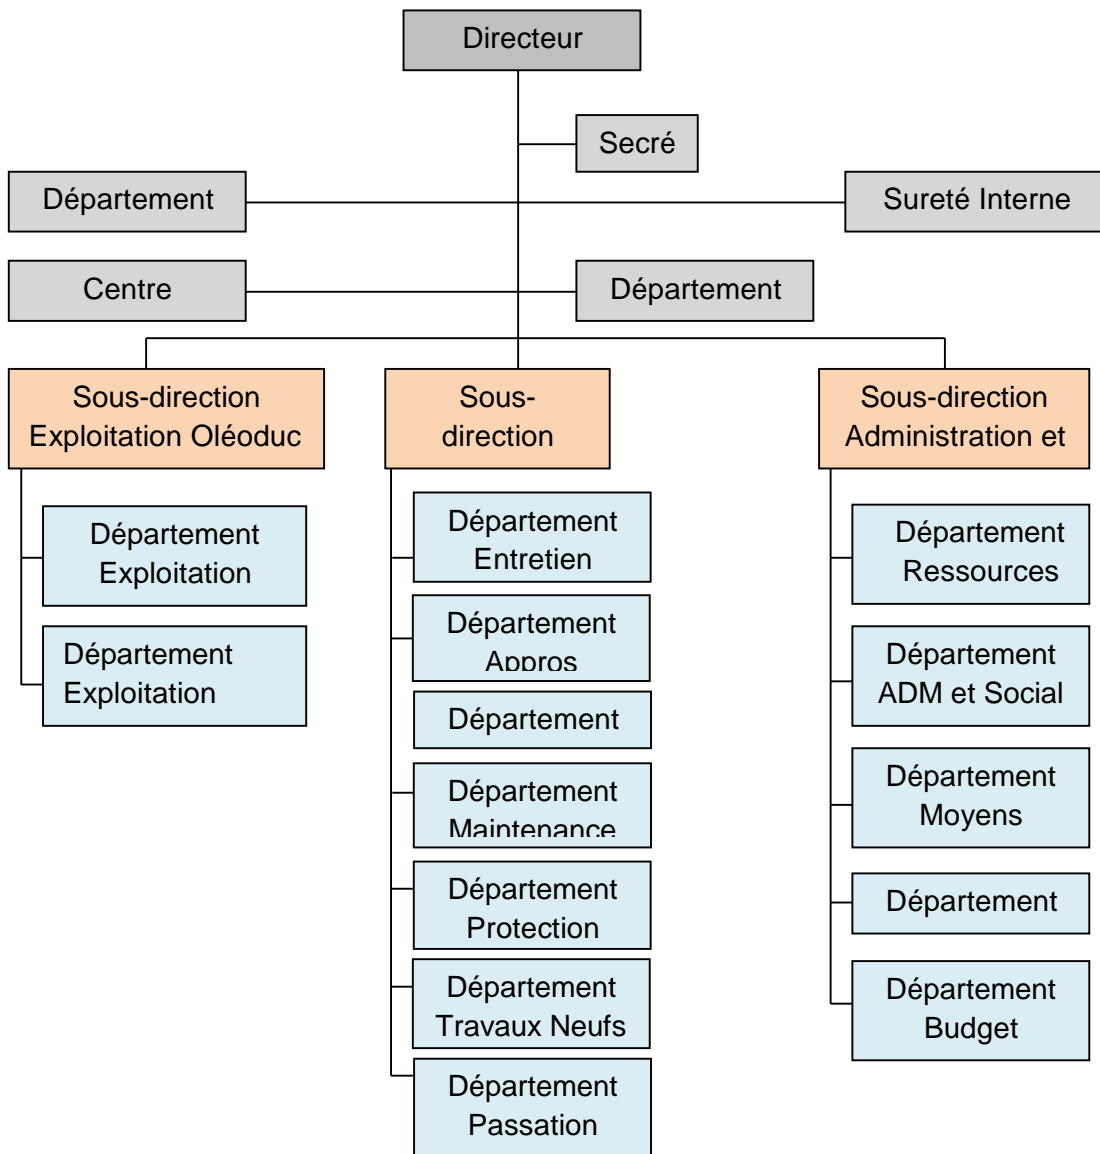 Directeur
Secré
Département
Sureté Interne
Centre
Département
Sous-direction
Exploitation Oléoduc
Département
Exploitation
Département
Exploitation
Sous-
direction
Département
Entretien
Département
Appros
Département
Département
Maintenance
Département
Protection
Département
Travaux Neufs
Département
Passation
Sous-direction
Administration et
Département
Ressources
Département
ADM et Social
Département
Moyens
Département
Département
Budget